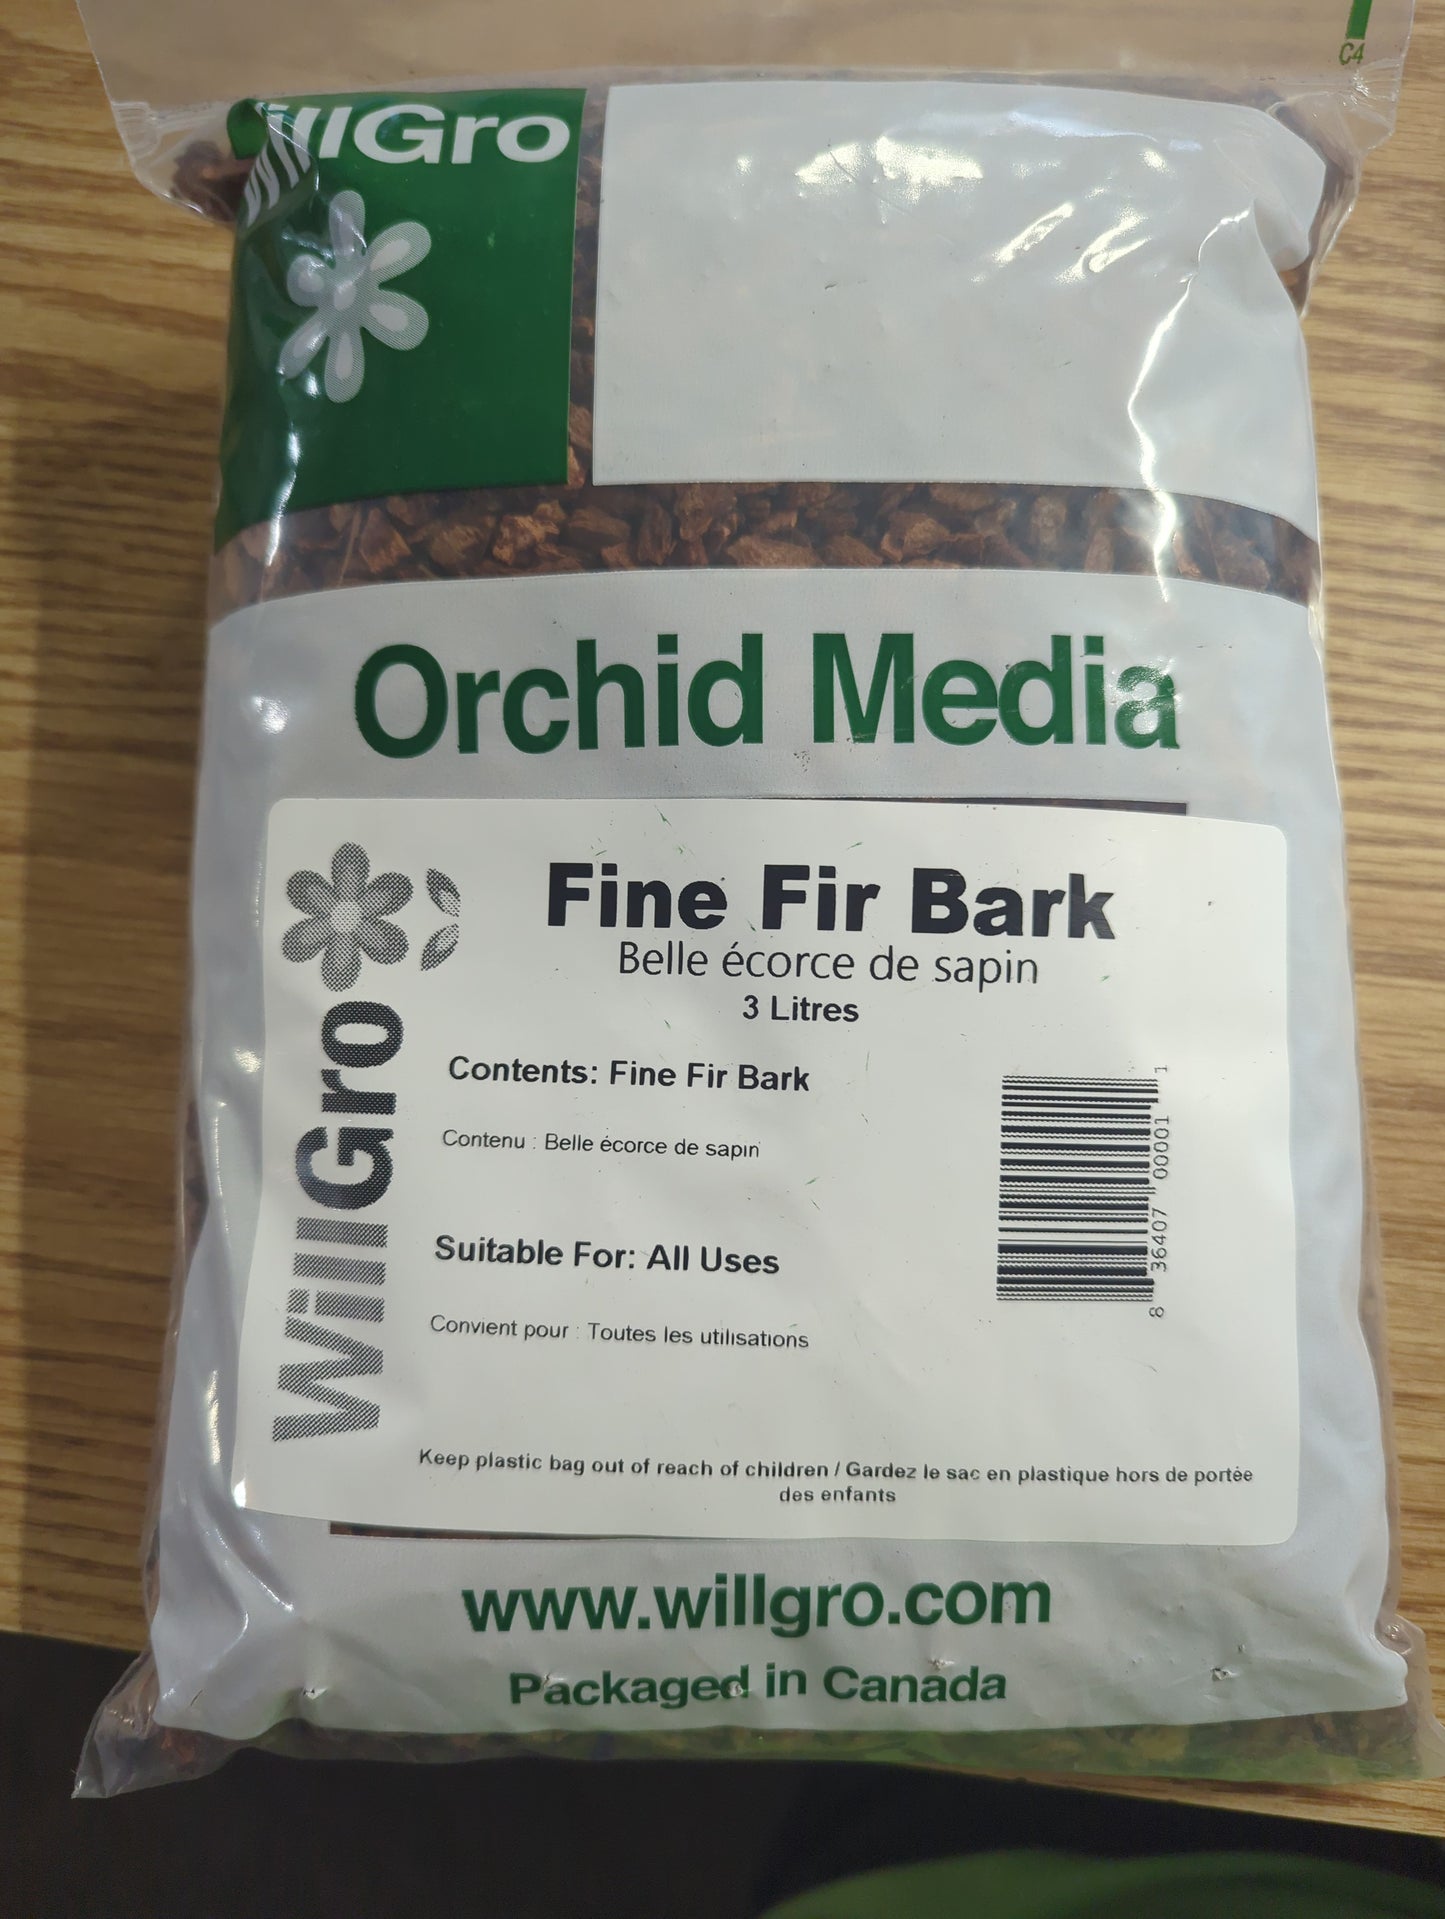 C4
WillGro
Orchid Media
Fine Fir Bark
Belle écorce de sapin
3 Litres
Contents: Fine Fir Bark
Contenu : Belle écorce de sapin
Suitable For: All Uses
Convient pour : Toutes les utilisations
WillGro
8 36407 00001 1
Keep plastic bag out of reach of children / Gardez le sac en plastique hors de portée
des enfants
www.willgro.com
Packaged in Canada